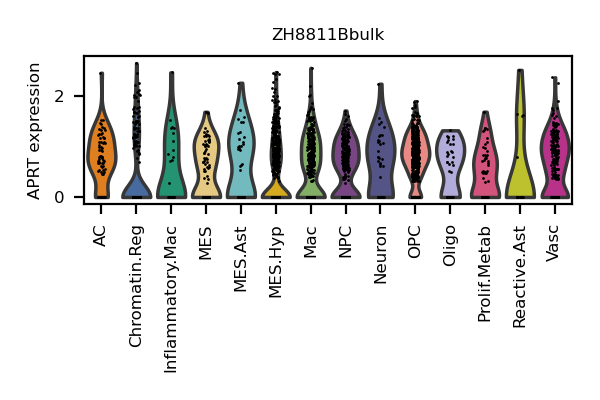 ZH8811Bbulk
APRT expression
2
0
AC
Chromatin.Reg
Inflammatory.Mac
MES
MES.Ast
MES.Hyp
Mac
NPC
Neuron
OPC
Oligo
Prolif.Metab
Reactive.Ast
Vasc